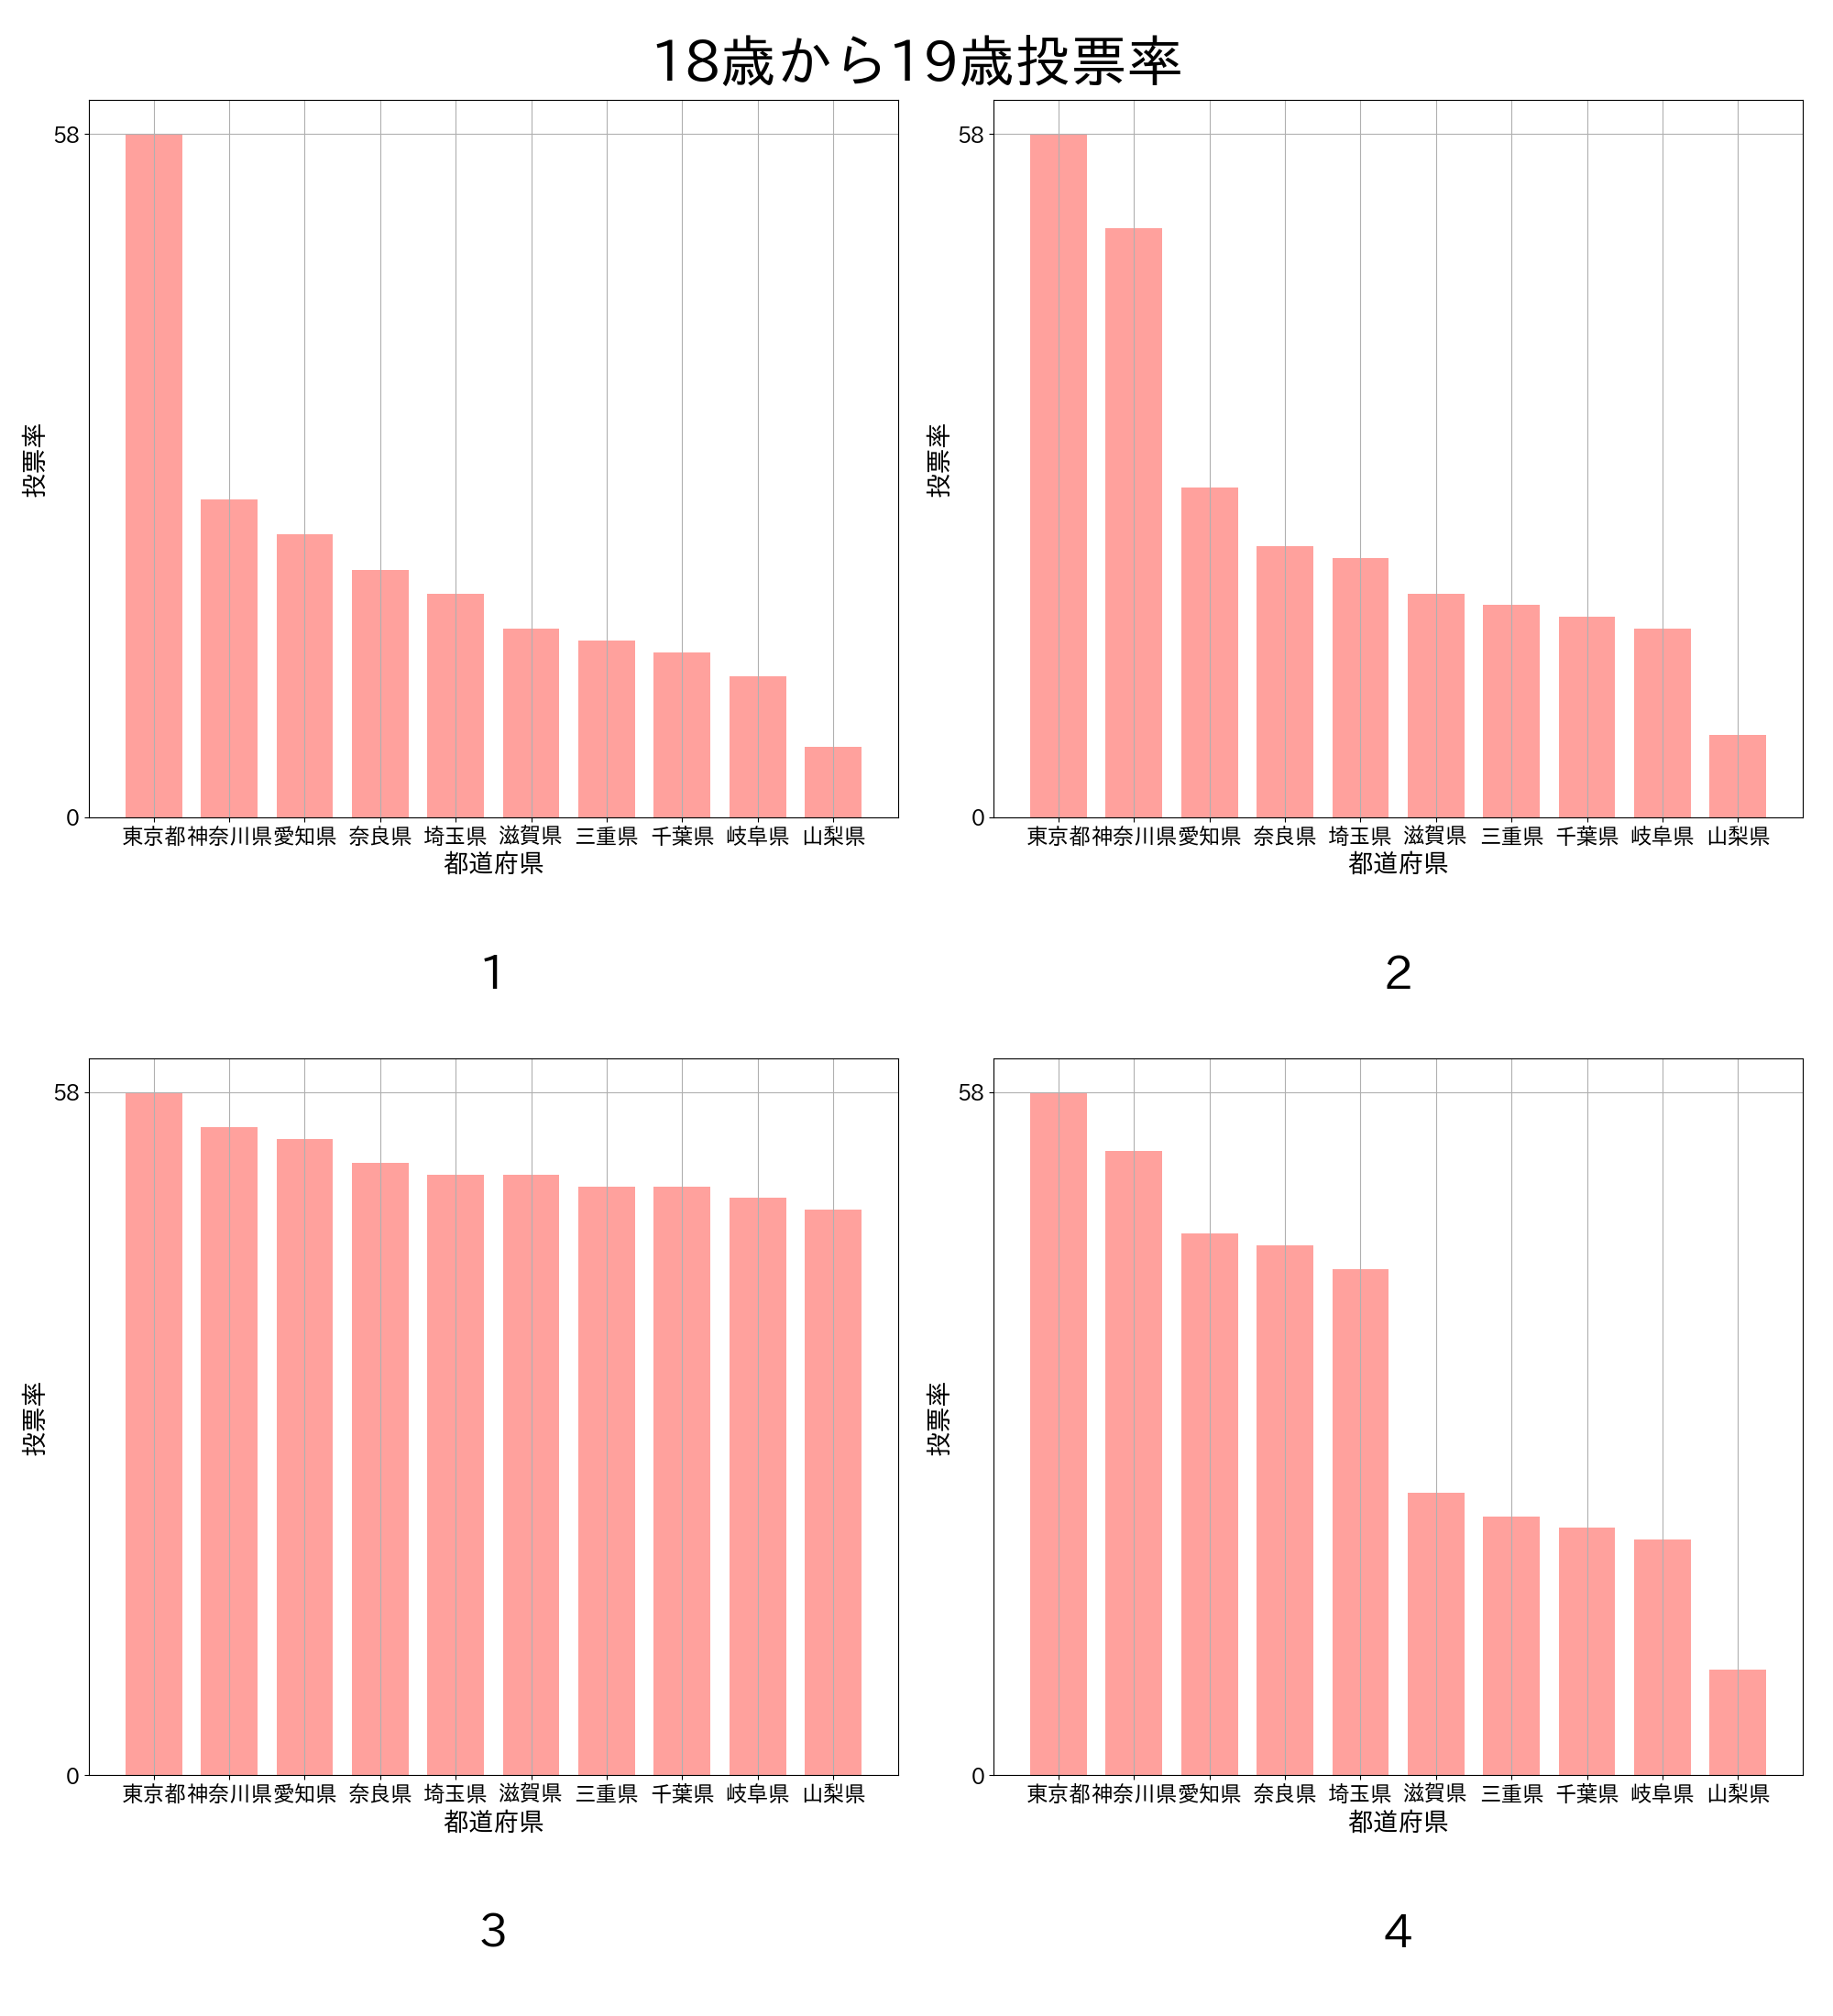 18歳から19歳投票率
58
0
投票率
東京都 神奈川県 愛知県 奈良県 埼玉県 滋賀県 三重県 千葉県 岐阜県 山梨県
都道府県
1
58
0
投票率
東京都 神奈川県 愛知県 奈良県 埼玉県 滋賀県 三重県 千葉県 岐阜県 山梨県
都道府県
2
58
0
投票率
東京都 神奈川県 愛知県 奈良県 埼玉県 滋賀県 三重県 千葉県 岐阜県 山梨県
都道府県
3
58
0
投票率
東京都 神奈川県 愛知県 奈良県 埼玉県 滋賀県 三重県 千葉県 岐阜県 山梨県
都道府県
4